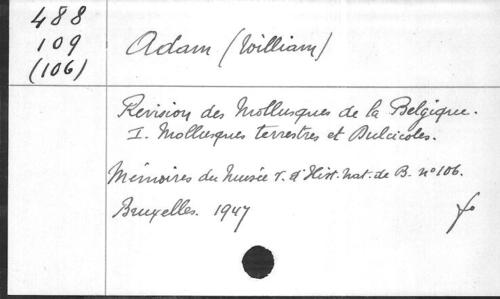 488
109
(106)
Adam (William)
Revision des Mollusques de la Belgique.
I. Mollusques terrestres et Dulcicoles.
Mémoires du Musée r. d'Hist. nat. de B. nº 106.
Bruxelles. 1947
f.